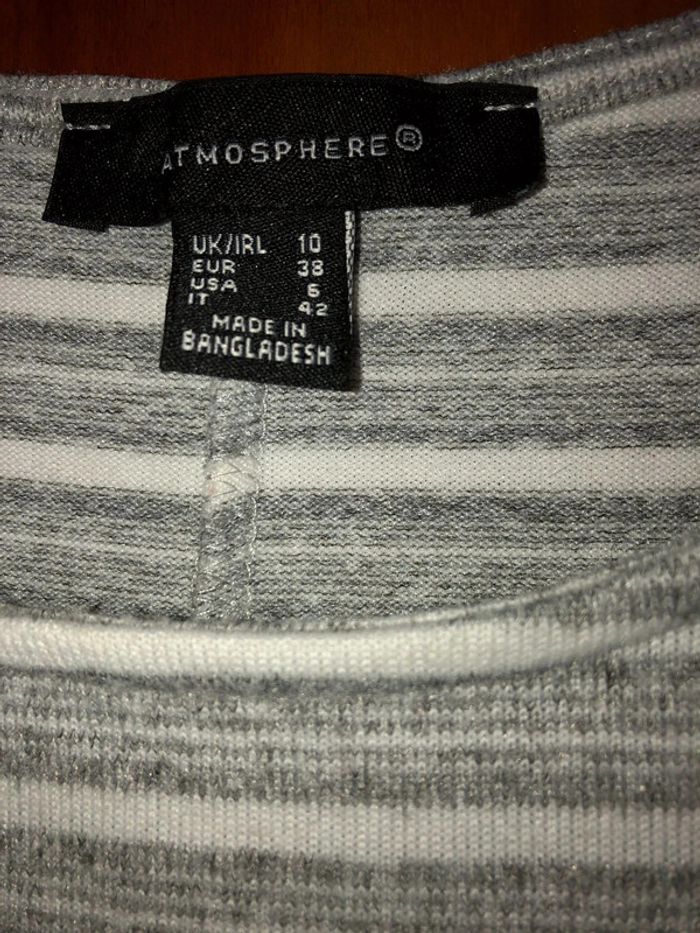 ATMOSPHERE®
UK/IRL 10
EUR 38
USA 6
IT 42
MADE IN
BANGLADESH